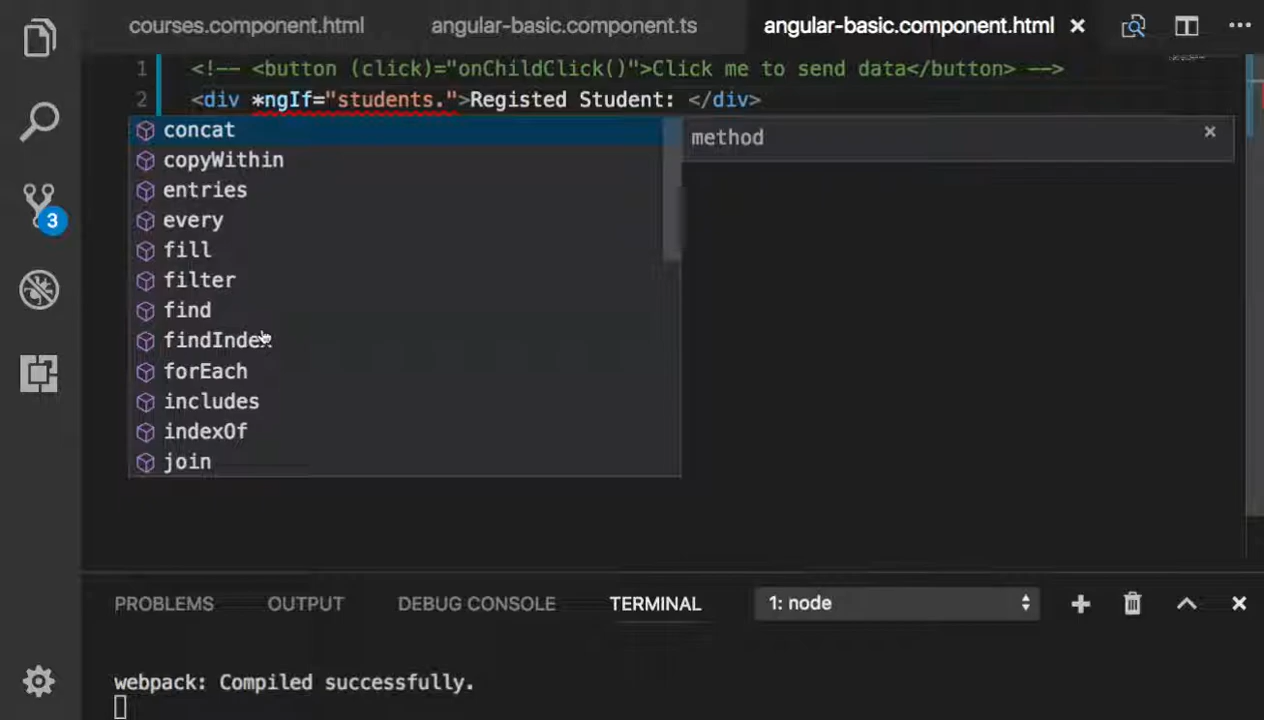 courses.component.html angular-basic.component.ts angular-basic.component.html
1 <!-- <button (click)="onChildClick()">Click me to send data</button> -->
2 <div *ngIf="students.">Registed Student: </div>
concat
method
copyWithin
entries
every
fill
filter
find
findIndex
forEach
includes
indexOf
join
3
PROBLEMS OUTPUT DEBUG CONSOLE TERMINAL 1: node
webpack: Compiled successfully.